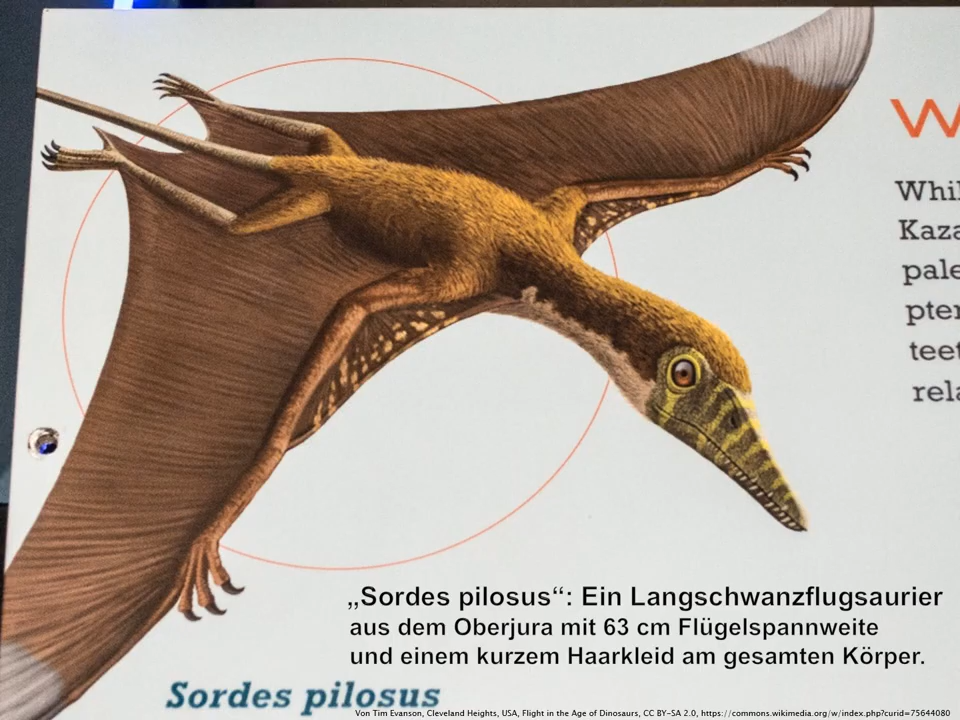 W
Whil
Kaza
pale
pter
teet
rela
„Sordes pilosus“: Ein Langschwanzflugsaurier
aus dem Oberjura mit 63 cm Flügelspannweite
und einem kurzem Haarkleid am gesamten Körper.
Sordes pilosus
Von Tim Evanson, Cleveland Heights, USA, Flight in the Age of Dinosaurs, CC BY-SA 2.0, https://commons.wikimedia.org/w/index.php?curid=75644080